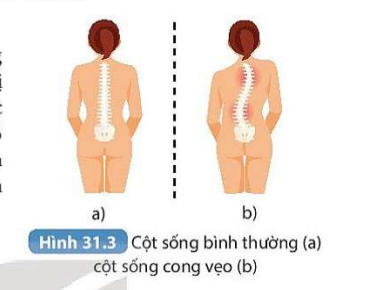 a)
b)
Hình 31.3 Cột sống bình thường (a)
cột sống cong vẹo (b)